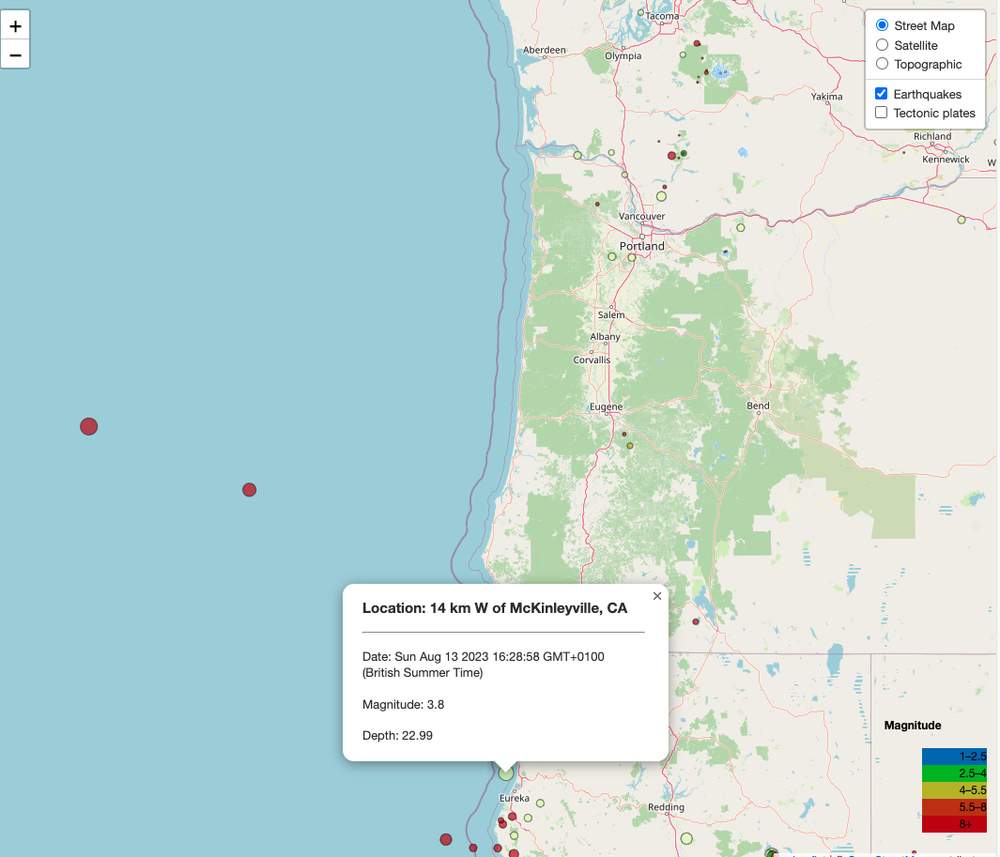 +
−
Tacoma
Aberdeen
Olympia
Yakima
Richland
Kennewick
W
Vancouver
Portland
Salem
Albany
Corvallis
Eugene
Bend
Street Map
Satellite
Topographic
Earthquakes
Tectonic plates
Location: 14 km W of McKinleyville, CA
×
Date: Sun Aug 13 2023 16:28:58 GMT+0100
(British Summer Time)
Magnitude: 3.8
Depth: 22.99
Eureka
Redding
Magnitude
1–2.5
2.5–4
4–5.5
5.5–8
8+